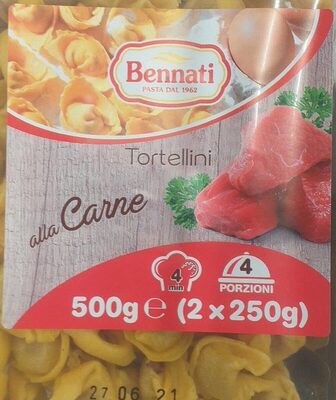 Bennati
PASTA DAL 1962
Tortellini
alla Carne
4
min
4
PORZIONI
500g e (2 x 250g)
27 06 21